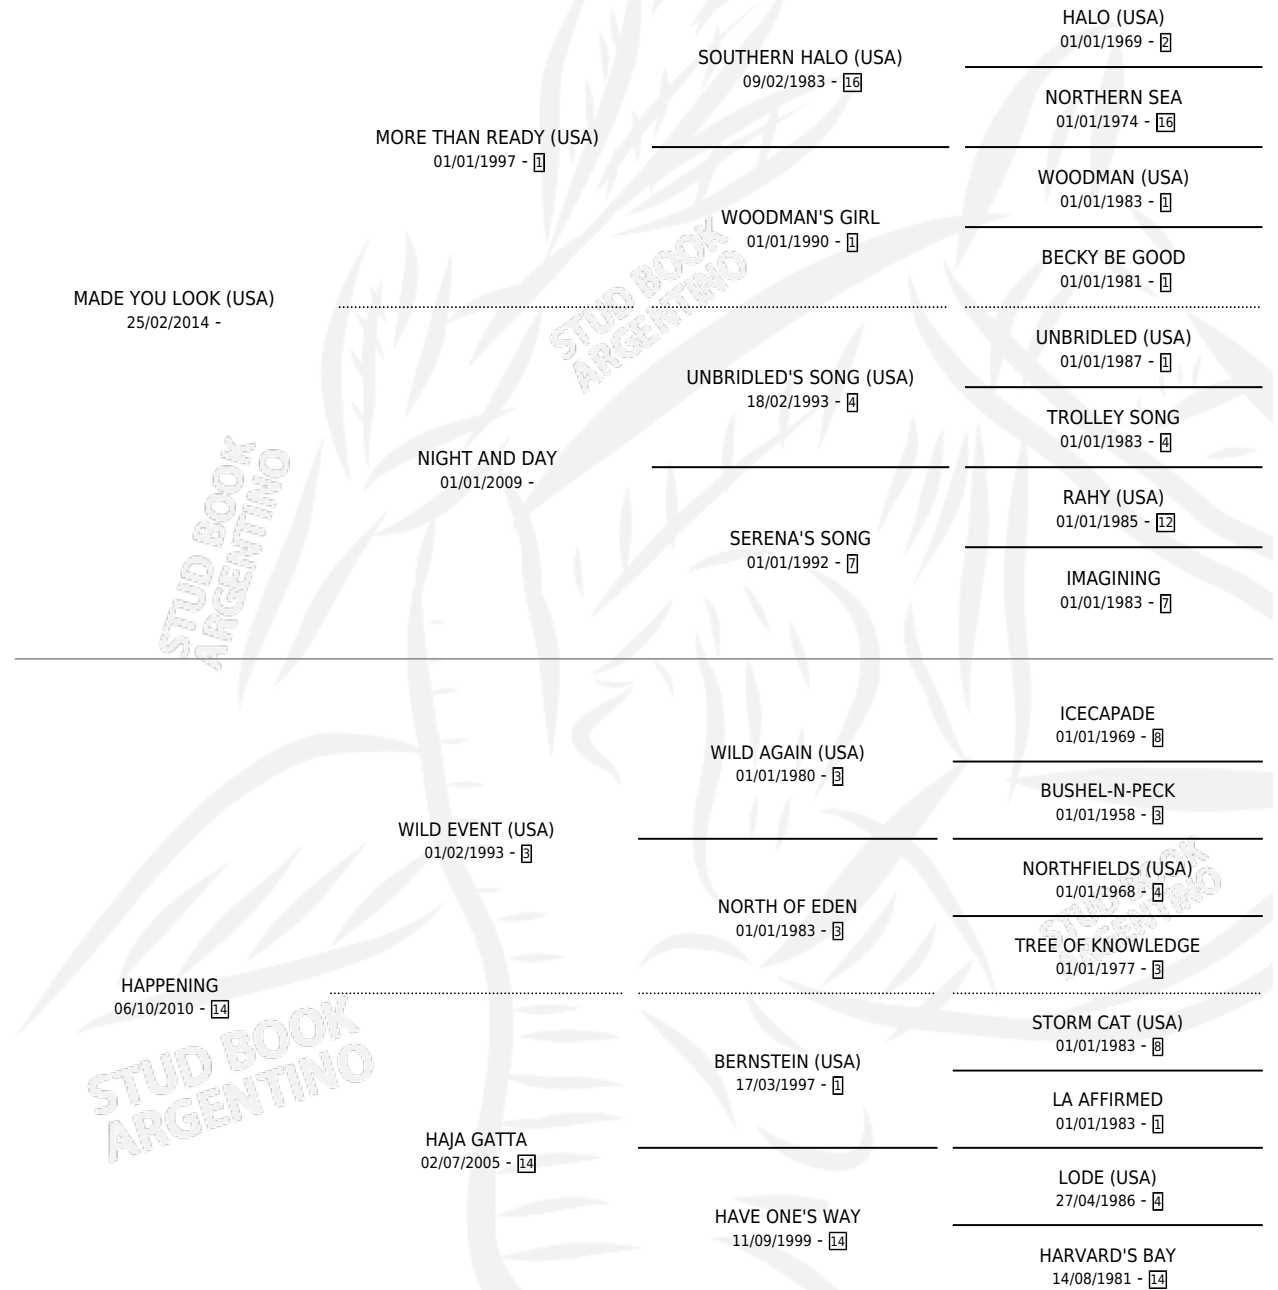 HALO (USA)
01/01/1969 - 2
SOUTHERN HALO (USA)
09/02/1983 - 16
NORTHERN SEA
01/01/1974 - 16
MORE THAN READY (USA)
01/01/1997 - 1
WOODMAN (USA)
01/01/1983 - 1
WOODMAN'S GIRL
01/01/1990 - 1
BECKY BE GOOD
01/01/1981 - 1
MADE YOU LOOK (USA)
25/02/2014 -
UNBRIDLED (USA)
01/01/1987 - 1
UNBRIDLED'S SONG (USA)
18/02/1993 - 4
TROLLEY SONG
01/01/1983 - 4
NIGHT AND DAY
01/01/2009 -
RAHY (USA)
01/01/1985 - 12
SERENA'S SONG
01/01/1992 - 7
IMAGINING
01/01/1983 - 7
ICECAPADE
01/01/1969 - 8
WILD AGAIN (USA)
01/01/1980 - 3
BUSHEL-N-PECK
01/01/1958 - 3
WILD EVENT (USA)
01/02/1993 - 3
NORTHFIELDS (USA)
01/01/1968 - 4
NORTH OF EDEN
01/01/1983 - 3
TREE OF KNOWLEDGE
01/01/1977 - 3
HAPPENING
06/10/2010 - 14
STORM CAT (USA)
01/01/1983 - 8
BERNSTEIN (USA)
17/03/1997 - 1
LA AFFIRMED
01/01/1983 - 1
HAJA GATTA
02/07/2005 - 14
LODE (USA)
27/04/1986 - 4
HAVE ONE'S WAY
11/09/1999 - 14
HARVARD'S BAY
14/08/1981 - 14
STUD BOOK
ARGENTINO
STUD BOOK
ARGENTINO
STUD BOOK
ARGENTINO
STUD BOOK
ARGENTINO